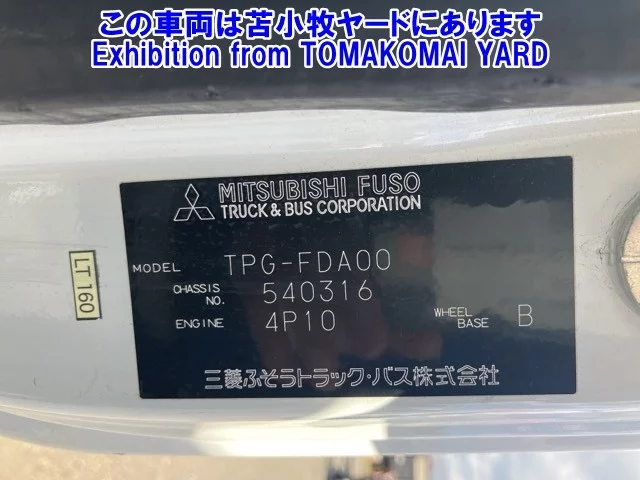 この車両は苫小牧ヤードにあります
Exhibition from TOMAKOMAI YARD
MITSUBISHI FUSO
TRUCK & BUS CORPORATION
MODEL TPG-FDA00
CHASSIS NO. 540316
ENGINE 4P10 WHEEL BASE B
三菱ふそうトラック・バス株式会社
LT 160